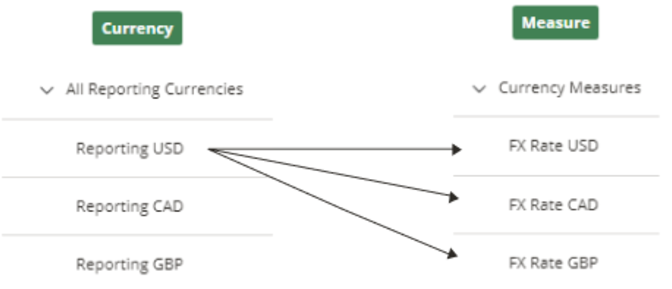 Currency
Measure
All Reporting Currencies
Currency Measures
Reporting USD
FX Rate USD
Reporting CAD
FX Rate CAD
Reporting GBP
FX Rate GBP